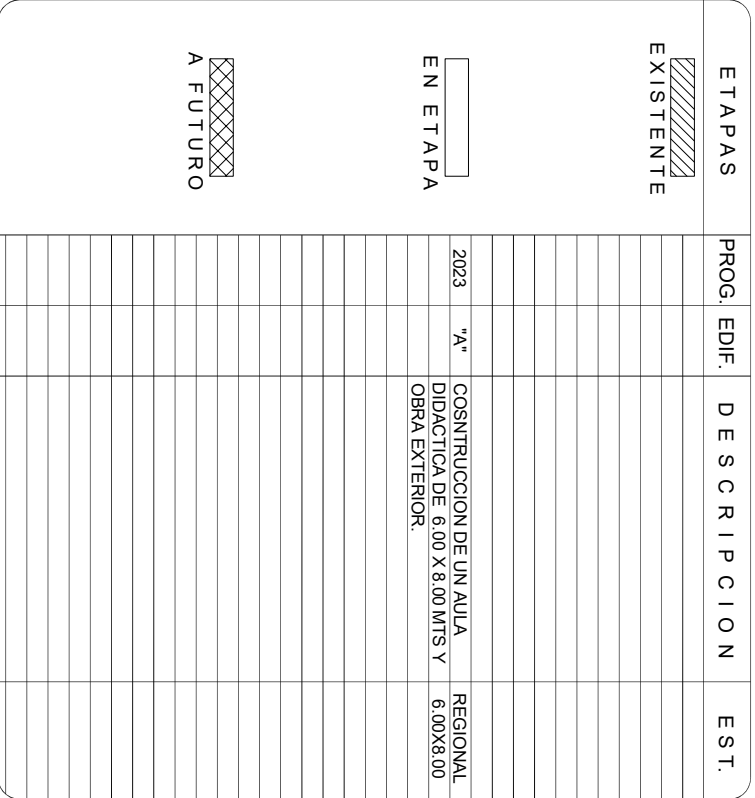 ETAPAS
PROG.
EDIF.
DESCRIPCION
EST.
EXISTENTE
EN ETAPA
A FUTURO
2023
"A"
COSNTRUCCION DE UN AULA
DIDACTICA DE 6.00 X 8.00 MTS Y
OBRA EXTERIOR.
REGIONAL
6.00X8.00